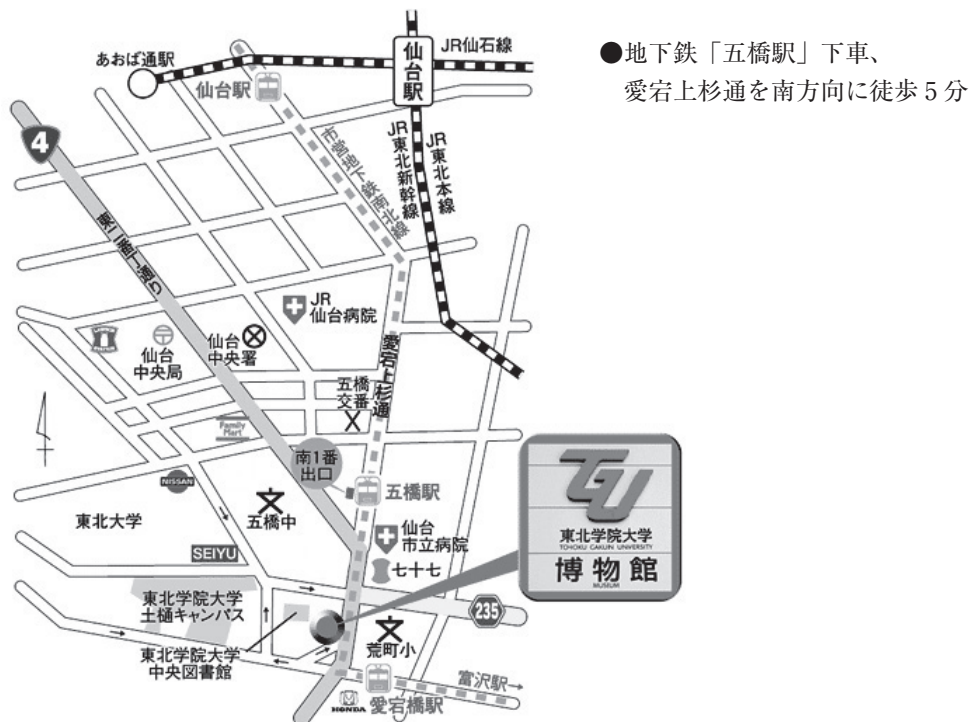 あおば通駅
JR仙石線
仙台駅
仙台駅
●地下鉄「五橋駅」下車、
愛宕上杉通を南方向に徒歩5分
4
市営地下鉄南北線
JR東北新幹線
JR東北本線
東二番丁通り
JR
仙台病院
仙台
中央局
仙台
中央署
愛宕上杉通
五橋
交番
Family
Mart
南1番
出口
五橋駅
NISSAN
東北大学
五橋中
仙台
市立病院
SEIYU
七十七
TGU
東北学院大学
TOHOKU GAKUIN UNIVERSITY
博物館
MUSEUM
235
東北学院大学
土樋キャンパス
東北学院大学
中央図書館
荒町小
富沢駅→
HONDA
愛宕橋駅